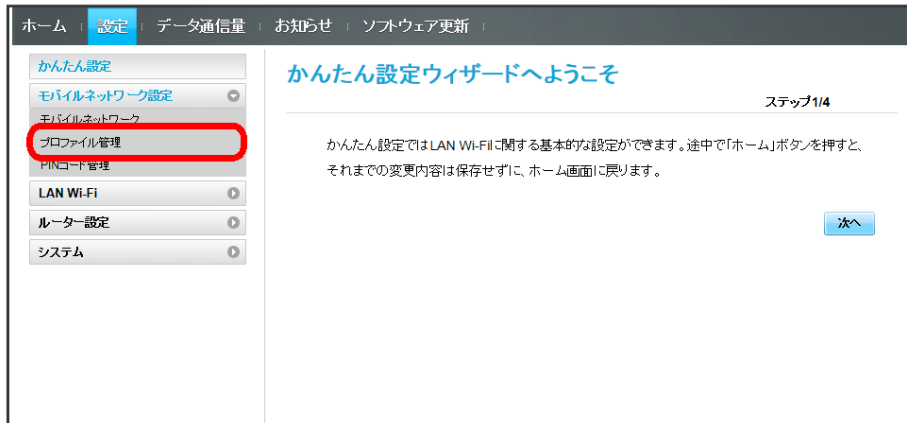 ホーム 設定 データ通信量 お知らせ ソフトウェア更新
かんたん設定
モバイルネットワーク設定
モバイルネットワーク
プロファイル管理
PINコード管理
LAN Wi-Fi
ルーター設定
システム
かんたん設定ウィザードへようこそ
ステップ1/4
かんたん設定ではLAN Wi-Fiに関する基本的な設定ができます。途中で「ホーム」ボタンを押すと、
それまでの変更内容は保存せずに、ホーム画面に戻ります。
次へ